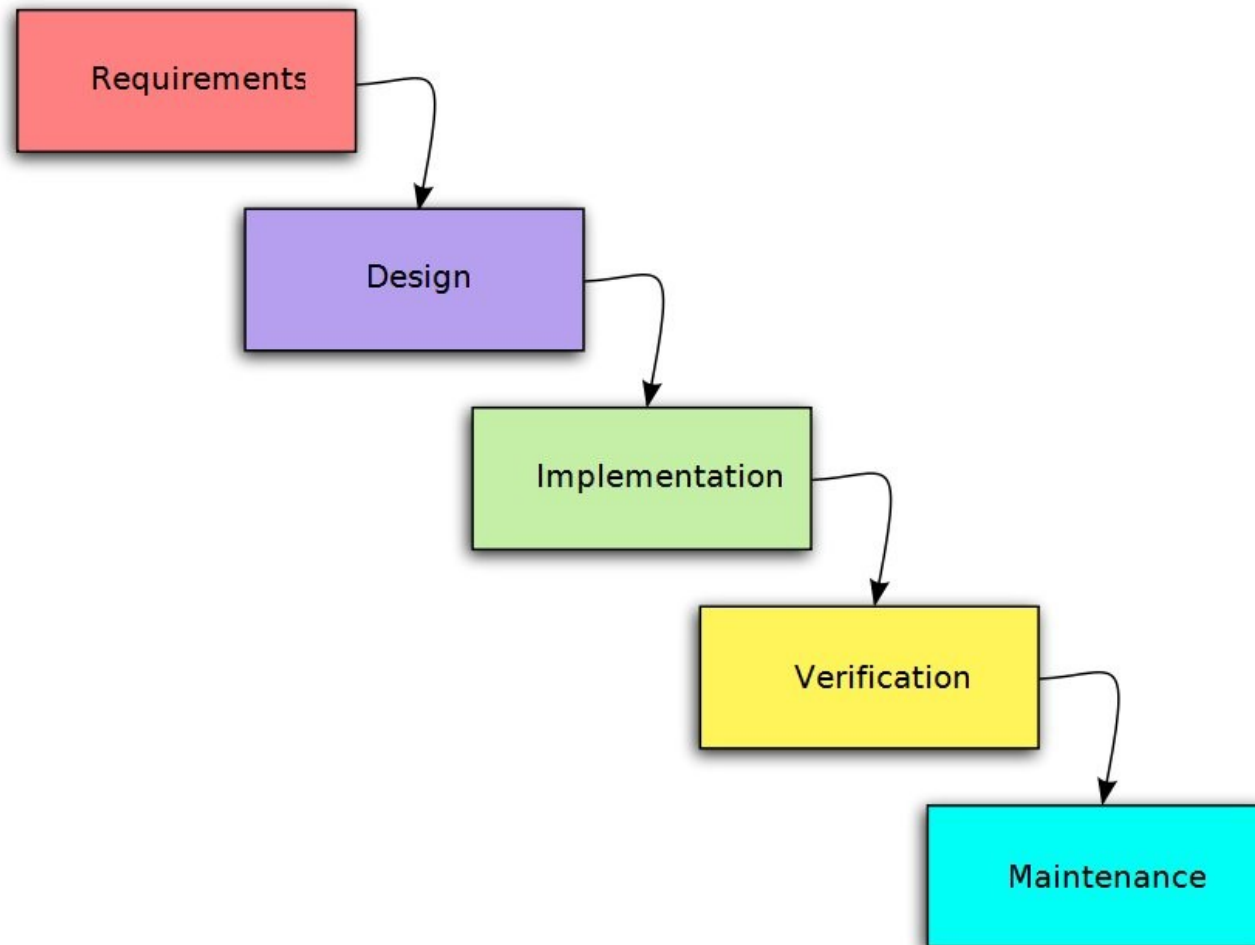 Requirements
Design
Implementation
Verification
Maintenance